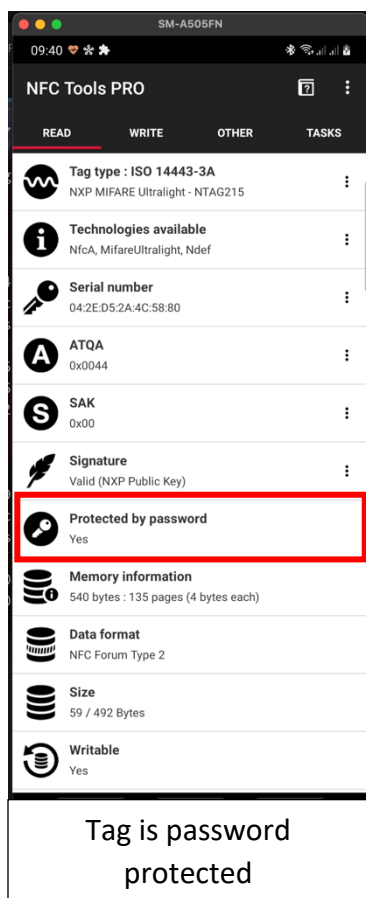 SM-A505FN
09:40
NFC Tools PRO
READ WRITE OTHER TASKS
Tag type : ISO 14443-3A
NXP MIFARE Ultralight - NTAG215
Technologies available
NfcA, MifareUltralight, Ndef
Serial number
04:2E:D5:2A:4C:58:80
ATQA
0x0044
SAK
0x00
Signature
Valid (NXP Public Key)
Protected by password
Yes
Memory information
540 bytes : 135 pages (4 bytes each)
Data format
NFC Forum Type 2
Size
59 / 492 Bytes
Writable
Yes
Tag is password
protected